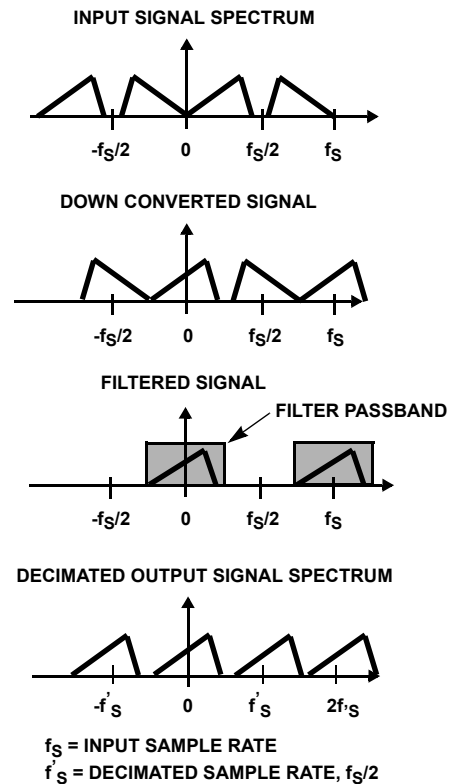 INPUT SIGNAL SPECTRUM
-fS/2 0 fS/2 fS
DOWN CONVERTED SIGNAL
-fS/2 0 fS/2 fS
FILTERED SIGNAL
FILTER PASSBAND
-fS/2 0 fS/2 fS
DECIMATED OUTPUT SIGNAL SPECTRUM
-f'S 0 f'S 2f'S
fS = INPUT SAMPLE RATE
f'S = DECIMATED SAMPLE RATE, fS/2